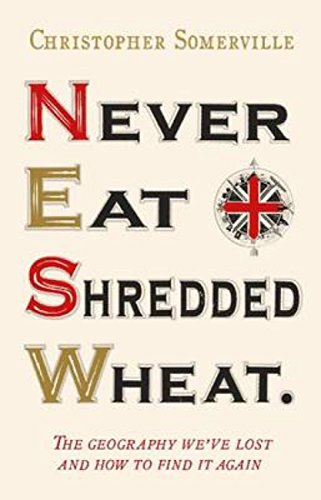 CHRISTOPHER SOMERVILLE
NEVER
EAT
SHREDDED
WHEAT.
THE GEOGRAPHY WE'VE LOST
AND HOW TO FIND IT AGAIN